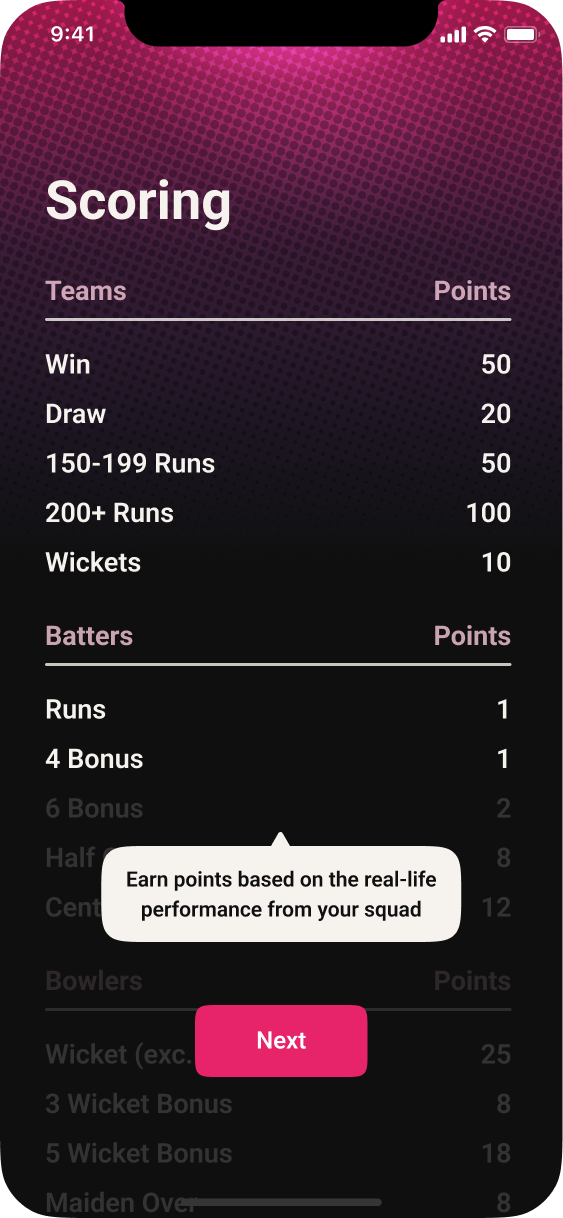 9:41
Scoring
Teams Points
Win 50
Draw 20
150-199 Runs 50
200+ Runs 100
Wickets 10
Batters Points
Runs 1
4 Bonus 1
6 Bonus 2
Half 8
Earn points based on the real-life
performance from your squad
Cent 12
Bowlers Points
Next
Wicket (exc. 25
3 Wicket Bonus 8
5 Wicket Bonus 18
Maiden Over 8